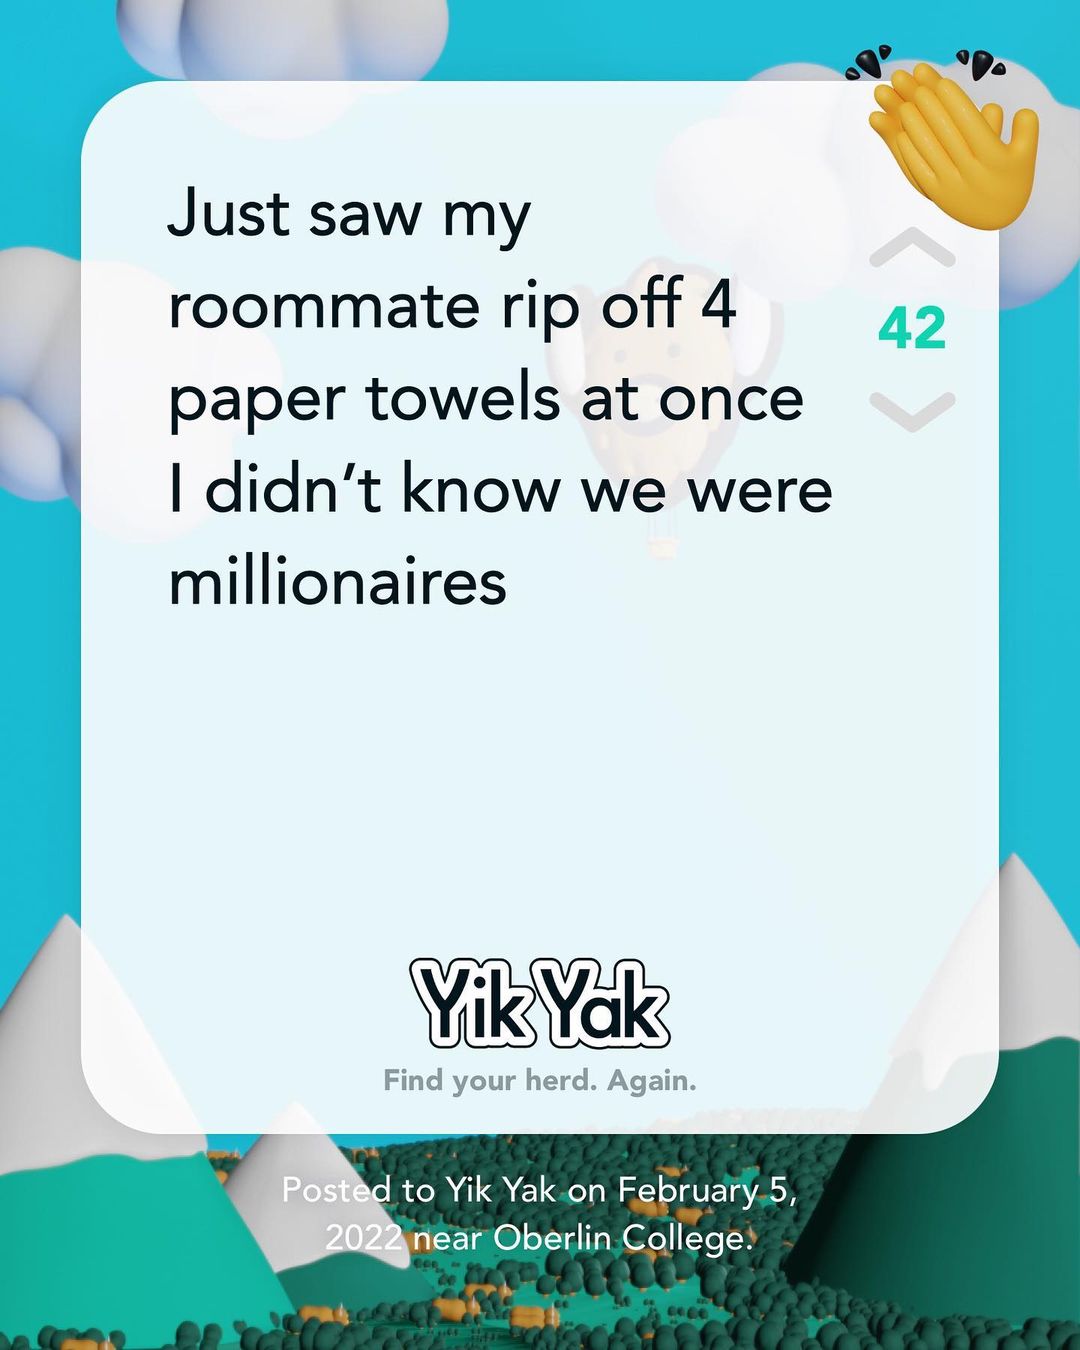 Just saw my
roommate rip off 4
paper towels at once
I didn’t know we were
millionaires
42
Yik Yak
Find your herd. Again.
Posted to Yik Yak on February 5,
2022 near Oberlin College.